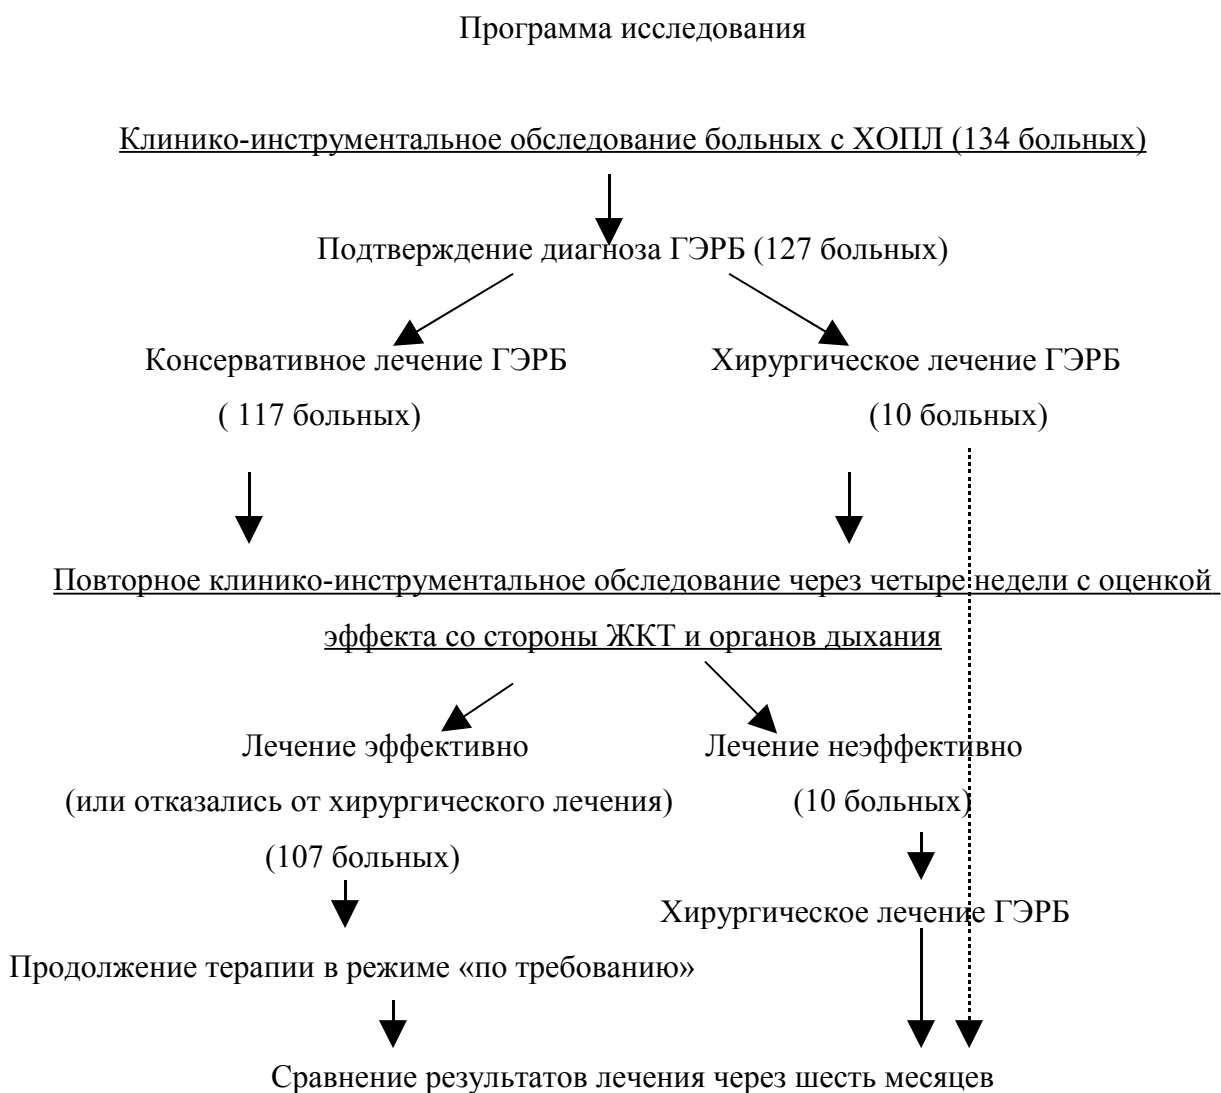 Программа исследования
Клинико-инструментальное обследование больных с ХОПЛ (134 больных)
Подтверждение диагноза ГЭРБ (127 больных)
Консервативное лечение ГЭРБ
( 117 больных)
Хирургическое лечение ГЭРБ
(10 больных)
Повторное клинико-инструментальное обследование через четыре недели с оценкой
эффекта со стороны ЖКТ и органов дыхания
Лечение эффективно
(или отказались от хирургического лечения)
(107 больных)
Лечение неэффективно
(10 больных)
Хирургическое лечение ГЭРБ
Продолжение терапии в режиме «по требованию»
Сравнение результатов лечения через шесть месяцев